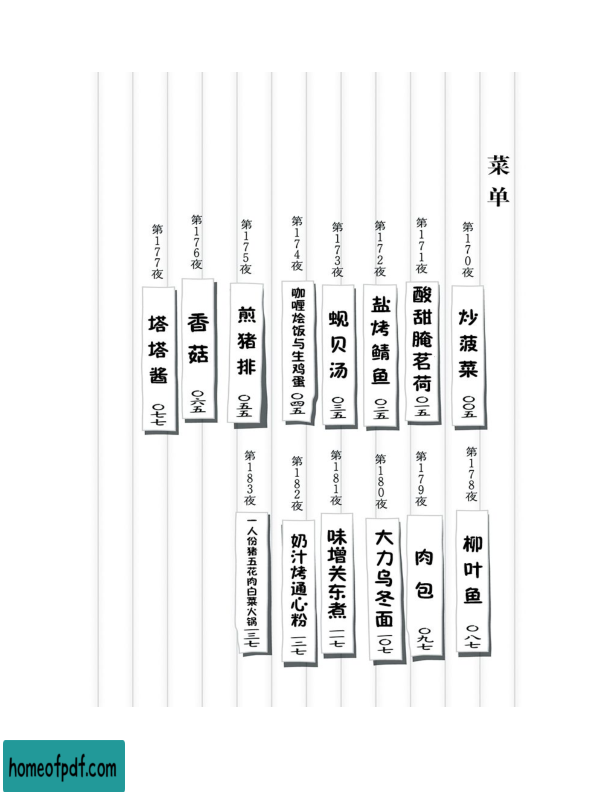 菜单
第170夜
炒菠菜 〇〇五
第171夜
酸甜腌茗荷 〇一五
第172夜
盐烤鲭鱼 〇二五
第173夜
蚬贝汤 〇三五
第174夜
咖喱烩饭与生鸡蛋 〇四五
第175夜
煎猪排 〇五五
第176夜
香菇 〇六五
第177夜
塔塔酱 〇七七
第178夜
柳叶鱼 〇八七
第179夜
肉包 〇九七
第180夜
大力乌冬面 一〇七
第181夜
味增关东煮 一一七
第182夜
奶汁烤通心粉 一二七
第183夜
一人份猪五花肉白菜火锅 一三七
homeofpdf.com